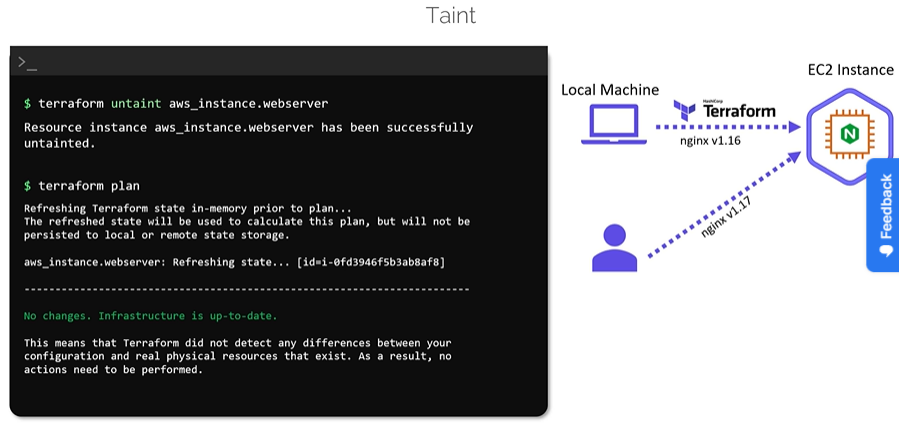 Taint
>_
$ terraform untaint aws_instance.webserver
Resource instance aws_instance.webserver has been successfully
untainted.
$ terraform plan
Refreshing Terraform state in-memory prior to plan...
The refreshed state will be used to calculate this plan, but will not be
persisted to local or remote state storage.
aws_instance.webserver: Refreshing state... [id=i-0fd3946f5b3ab8af8]
------------------------------------------------------------------------
No changes. Infrastructure is up-to-date.
This means that Terraform did not detect any differences between your
configuration and real physical resources that exist. As a result, no
actions need to be performed.
EC2 Instance
Local Machine
HashiCorp
Terraform
nginx v1.16
N
nginx v1.17
Feedback